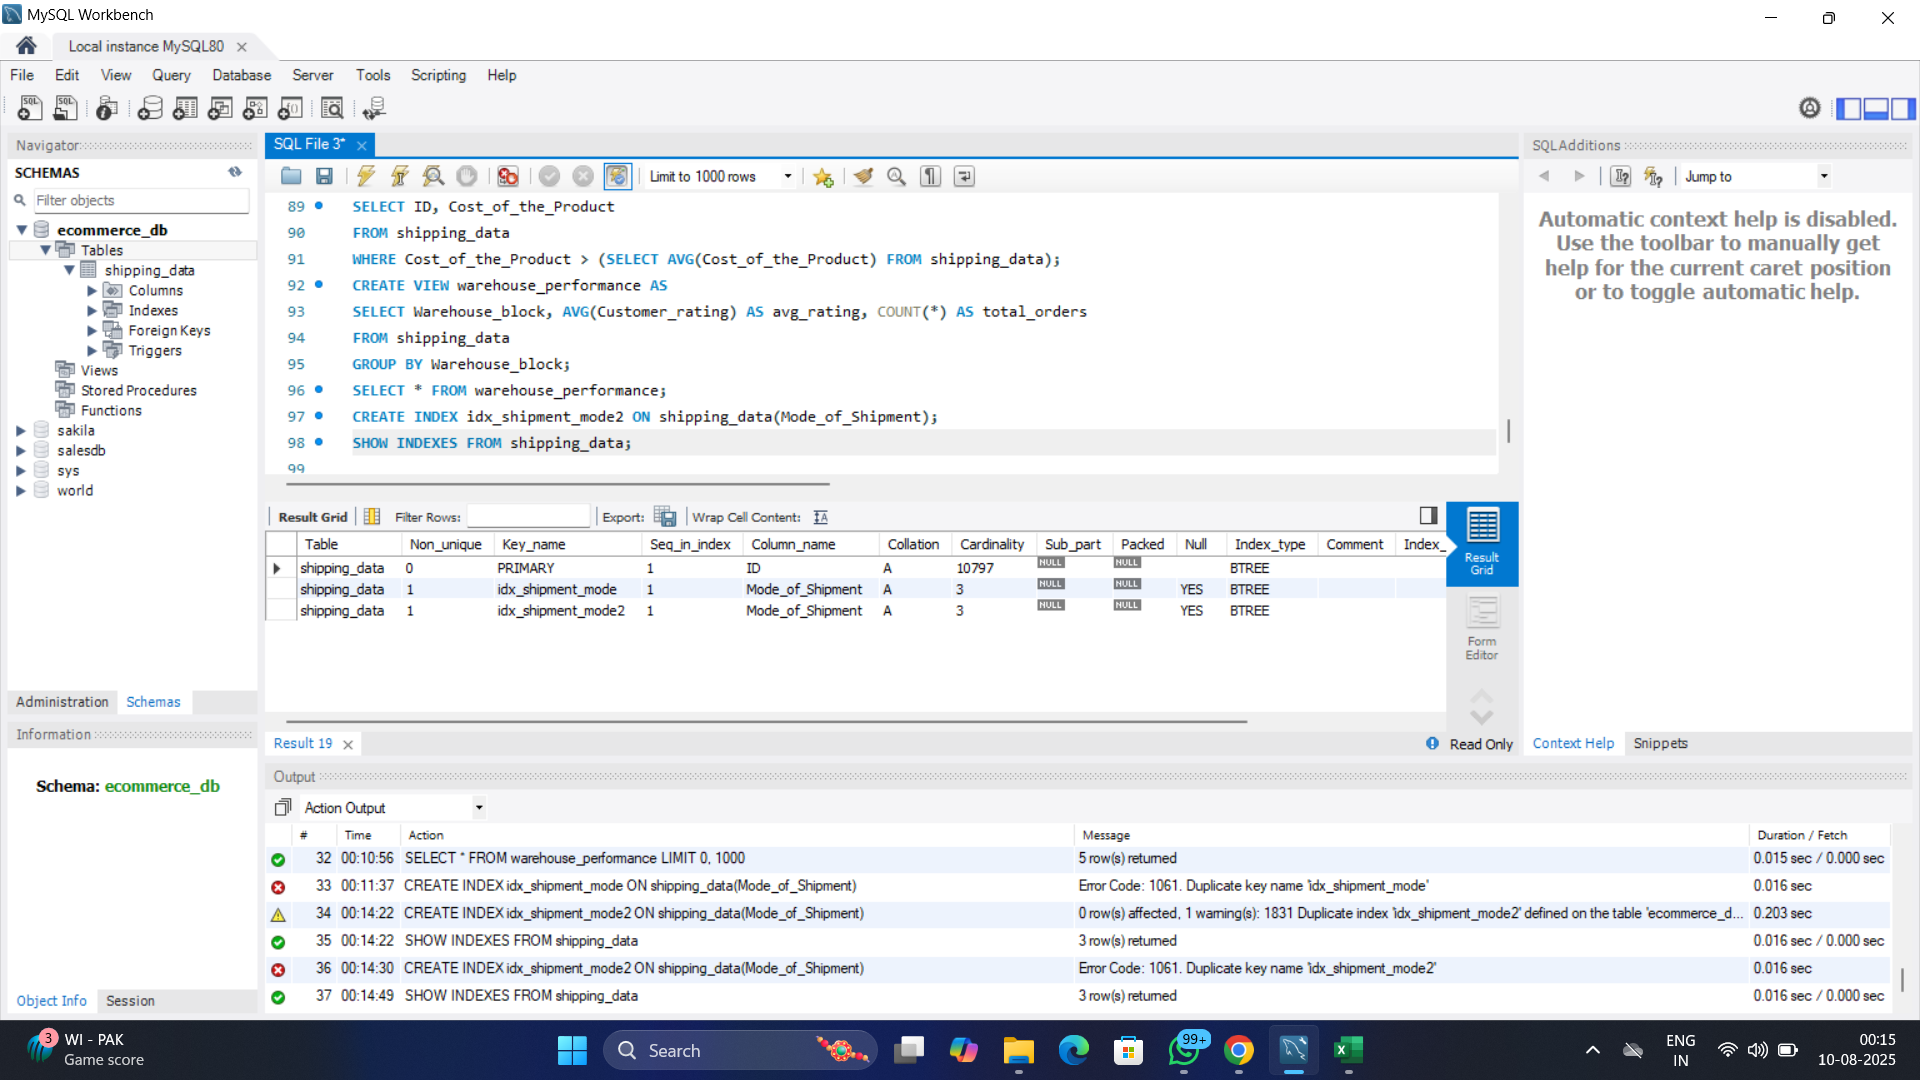 MySQL Workbench
Local instance MySQL80
File Edit View Query Database Server Tools Scripting Help
Navigator
SCHEMAS
Filter objects
ecommerce_db
Tables
shipping_data
Columns
Indexes
Foreign Keys
Triggers
Views
Stored Procedures
Functions
sakila
salesdb
sys
world
Administration Schemas
Information
Schema: ecommerce_db
Object Info Session
SQL File 3*
Limit to 1000 rows
89 SELECT ID, Cost_of_the_Product
90 FROM shipping_data
91 WHERE Cost_of_the_Product > (SELECT AVG(Cost_of_the_Product) FROM shipping_data);
92 CREATE VIEW warehouse_performance AS
93 SELECT Warehouse_block, AVG(Customer_rating) AS avg_rating, COUNT(*) AS total_orders
94 FROM shipping_data
95 GROUP BY Warehouse_block;
96 SELECT * FROM warehouse_performance;
97 CREATE INDEX idx_shipment_mode2 ON shipping_data(Mode_of_Shipment);
98 SHOW INDEXES FROM shipping_data;
99
Result Grid Filter Rows: Export: Wrap Cell Content:
Table Non_unique Key_name Seq_in_index Column_name Collation Cardinality Sub_part Packed Null Index_type Comment Index_
shipping_data 0 PRIMARY 1 ID A 10797 NULL NULL BTREE
shipping_data 1 idx_shipment_mode 1 Mode_of_Shipment A 3 NULL NULL YES BTREE
shipping_data 1 idx_shipment_mode2 1 Mode_of_Shipment A 3 NULL NULL YES BTREE
Result Grid
Form Editor
Result 19
Read Only
SQLAdditions
Jump to
Automatic context help is disabled.
Use the toolbar to manually get
help for the current caret position
or to toggle automatic help.
Context Help Snippets
Output
Action Output
# Time Action Message Duration / Fetch
32 00:10:56 SELECT * FROM warehouse_performance LIMIT 0, 1000 5 row(s) returned 0.015 sec / 0.000 sec
33 00:11:37 CREATE INDEX idx_shipment_mode ON shipping_data(Mode_of_Shipment) Error Code: 1061. Duplicate key name 'idx_shipment_mode' 0.016 sec
34 00:14:22 CREATE INDEX idx_shipment_mode2 ON shipping_data(Mode_of_Shipment) 0 row(s) affected, 1 warning(s): 1831 Duplicate index 'idx_shipment_mode2' defined on the table 'ecommerce_d... 0.203 sec
35 00:14:22 SHOW INDEXES FROM shipping_data 3 row(s) returned 0.016 sec / 0.000 sec
36 00:14:30 CREATE INDEX idx_shipment_mode2 ON shipping_data(Mode_of_Shipment) Error Code: 1061. Duplicate key name 'idx_shipment_mode2' 0.016 sec
37 00:14:49 SHOW INDEXES FROM shipping_data 3 row(s) returned 0.016 sec / 0.000 sec
3
WI - PAK
Game score
Search
99+
ENG
IN
00:15
10-08-2025